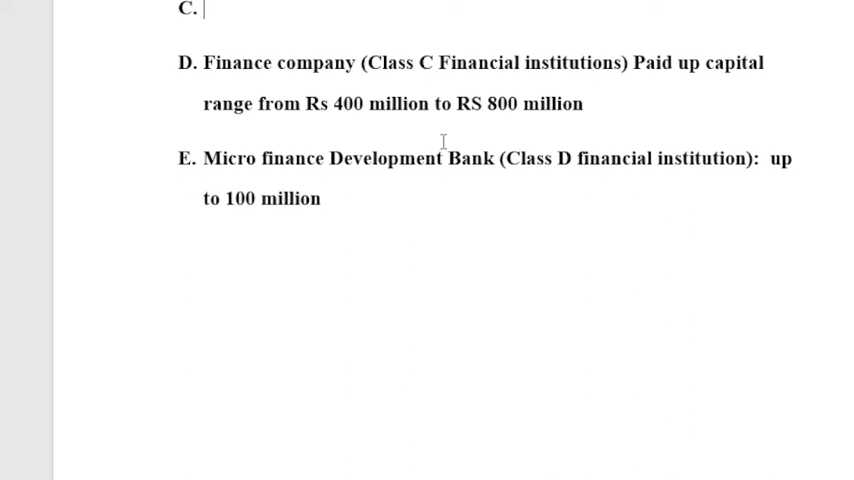 C.
D. Finance company (Class C Financial institutions) Paid up capital
range from Rs 400 million to RS 800 million
E. Micro finance Development Bank (Class D financial institution): up
to 100 million